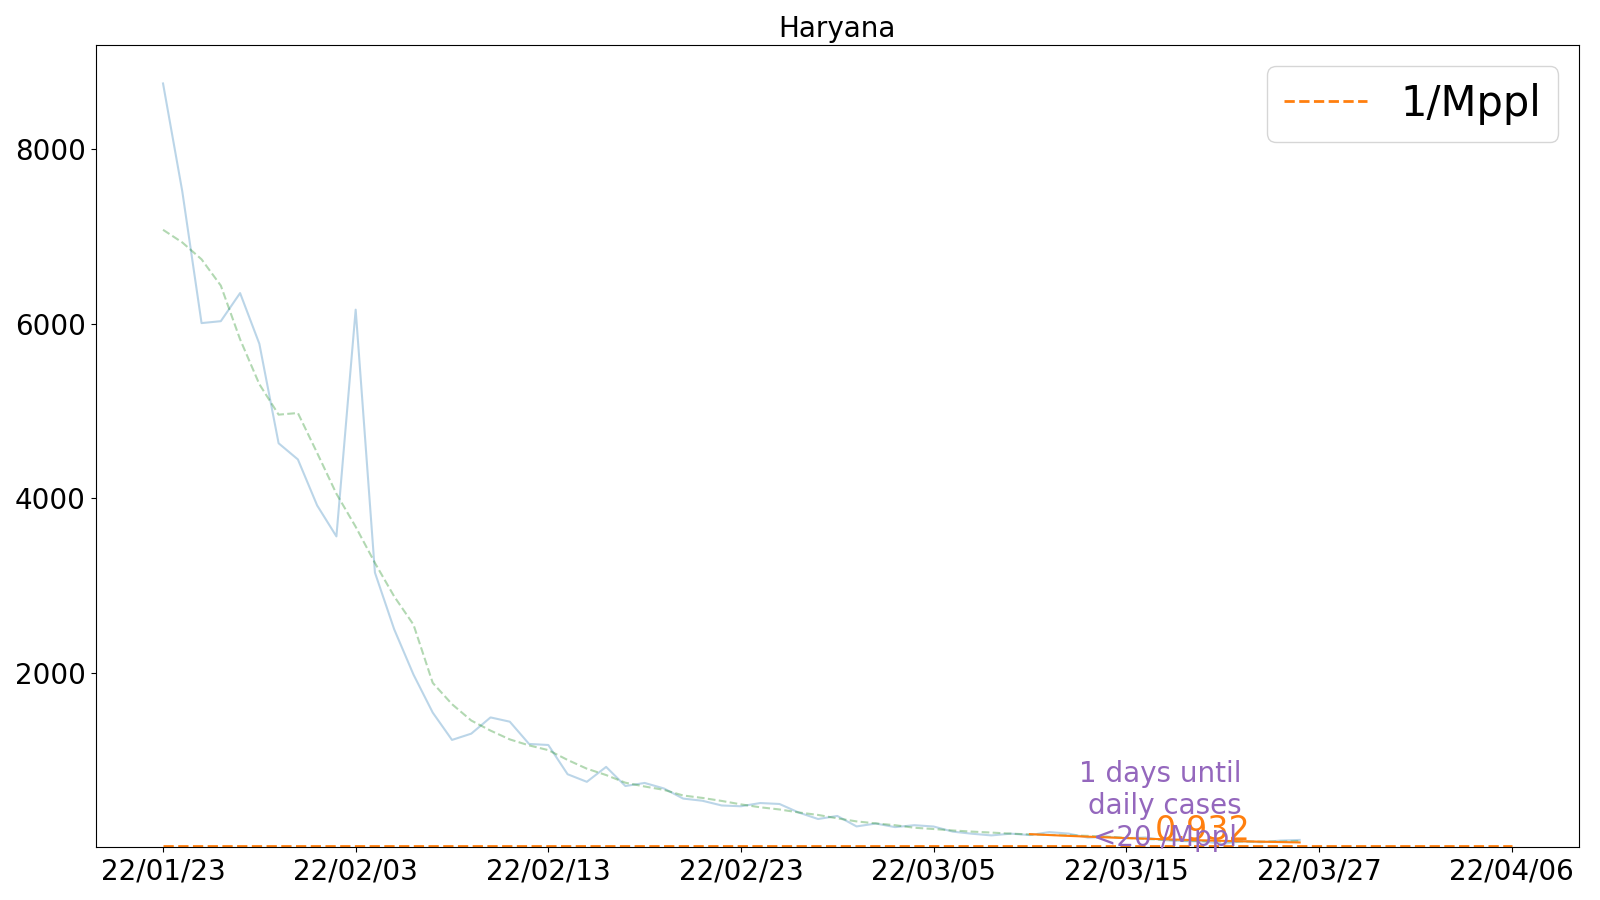 Haryana
1/Mppl
8000
6000
4000
2000
1 days until
daily cases
<20 /Mppl
0.932
22/01/23
22/02/03
22/02/13
22/02/23
22/03/05
22/03/15
22/03/27
22/04/06